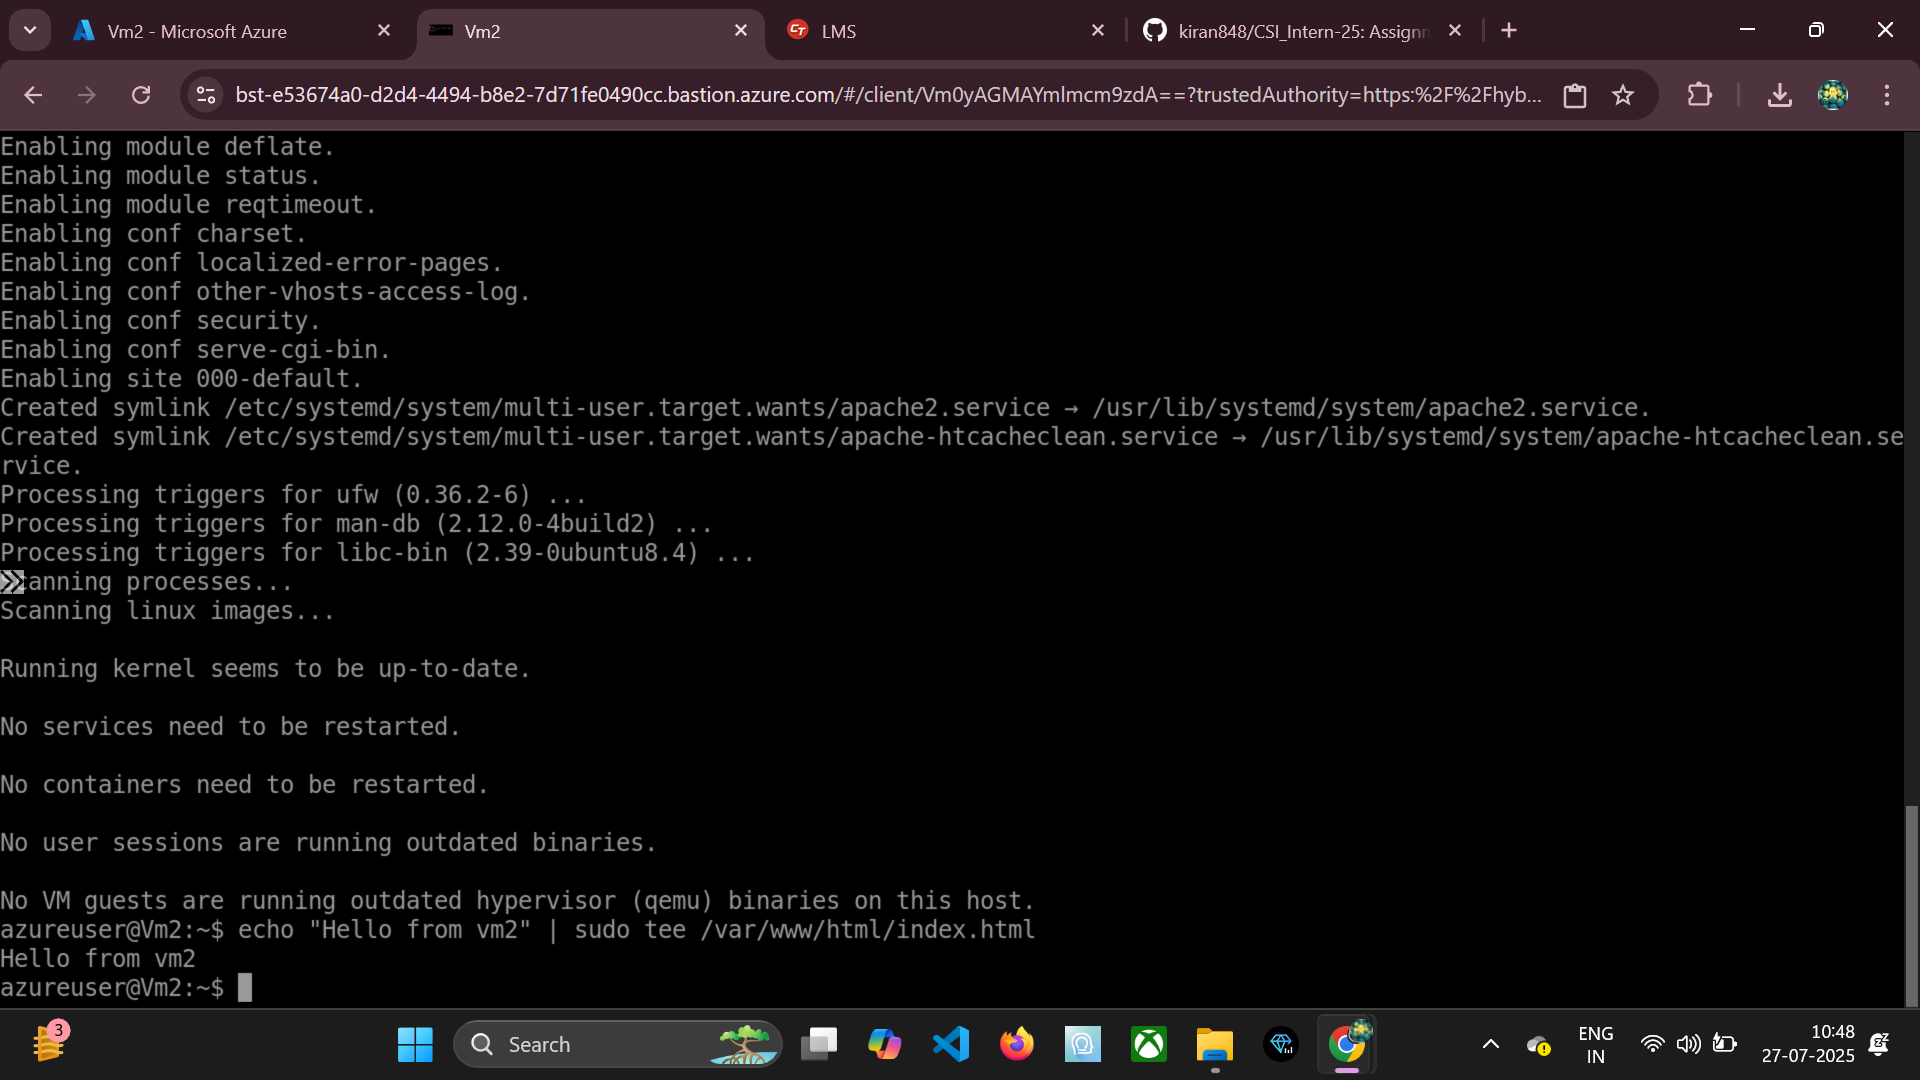 Vm2 - Microsoft Azure
Vm2
LMS
kiran848/CSI_Intern-25: Assignm
bst-e53674a0-d2d4-4494-b8e2-7d71fe0490cc.bastion.azure.com/#/client/Vm0yAGMAYmlmcm9zdA==?trustedAuthority=https:%2F%2Fhyb...
Enabling module deflate.
Enabling module status.
Enabling module reqtimeout.
Enabling conf charset.
Enabling conf localized-error-pages.
Enabling conf other-vhosts-access-log.
Enabling conf security.
Enabling conf serve-cgi-bin.
Enabling site 000-default.
Created symlink /etc/systemd/system/multi-user.target.wants/apache2.service → /usr/lib/systemd/system/apache2.service.
Created symlink /etc/systemd/system/multi-user.target.wants/apache-htcacheclean.service → /usr/lib/systemd/system/apache-htcacheclean.se
rvice.
Processing triggers for ufw (0.36.2-6) ...
Processing triggers for man-db (2.12.0-4build2) ...
Processing triggers for libc-bin (2.39-0ubuntu8.4) ...
canning processes...
Scanning linux images...
Running kernel seems to be up-to-date.
No services need to be restarted.
No containers need to be restarted.
No user sessions are running outdated binaries.
No VM guests are running outdated hypervisor (qemu) binaries on this host.
azureuser@Vm2:~$ echo "Hello from vm2" | sudo tee /var/www/html/index.html
Hello from vm2
azureuser@Vm2:~$
3
Search
ENG
IN
10:48
27-07-2025